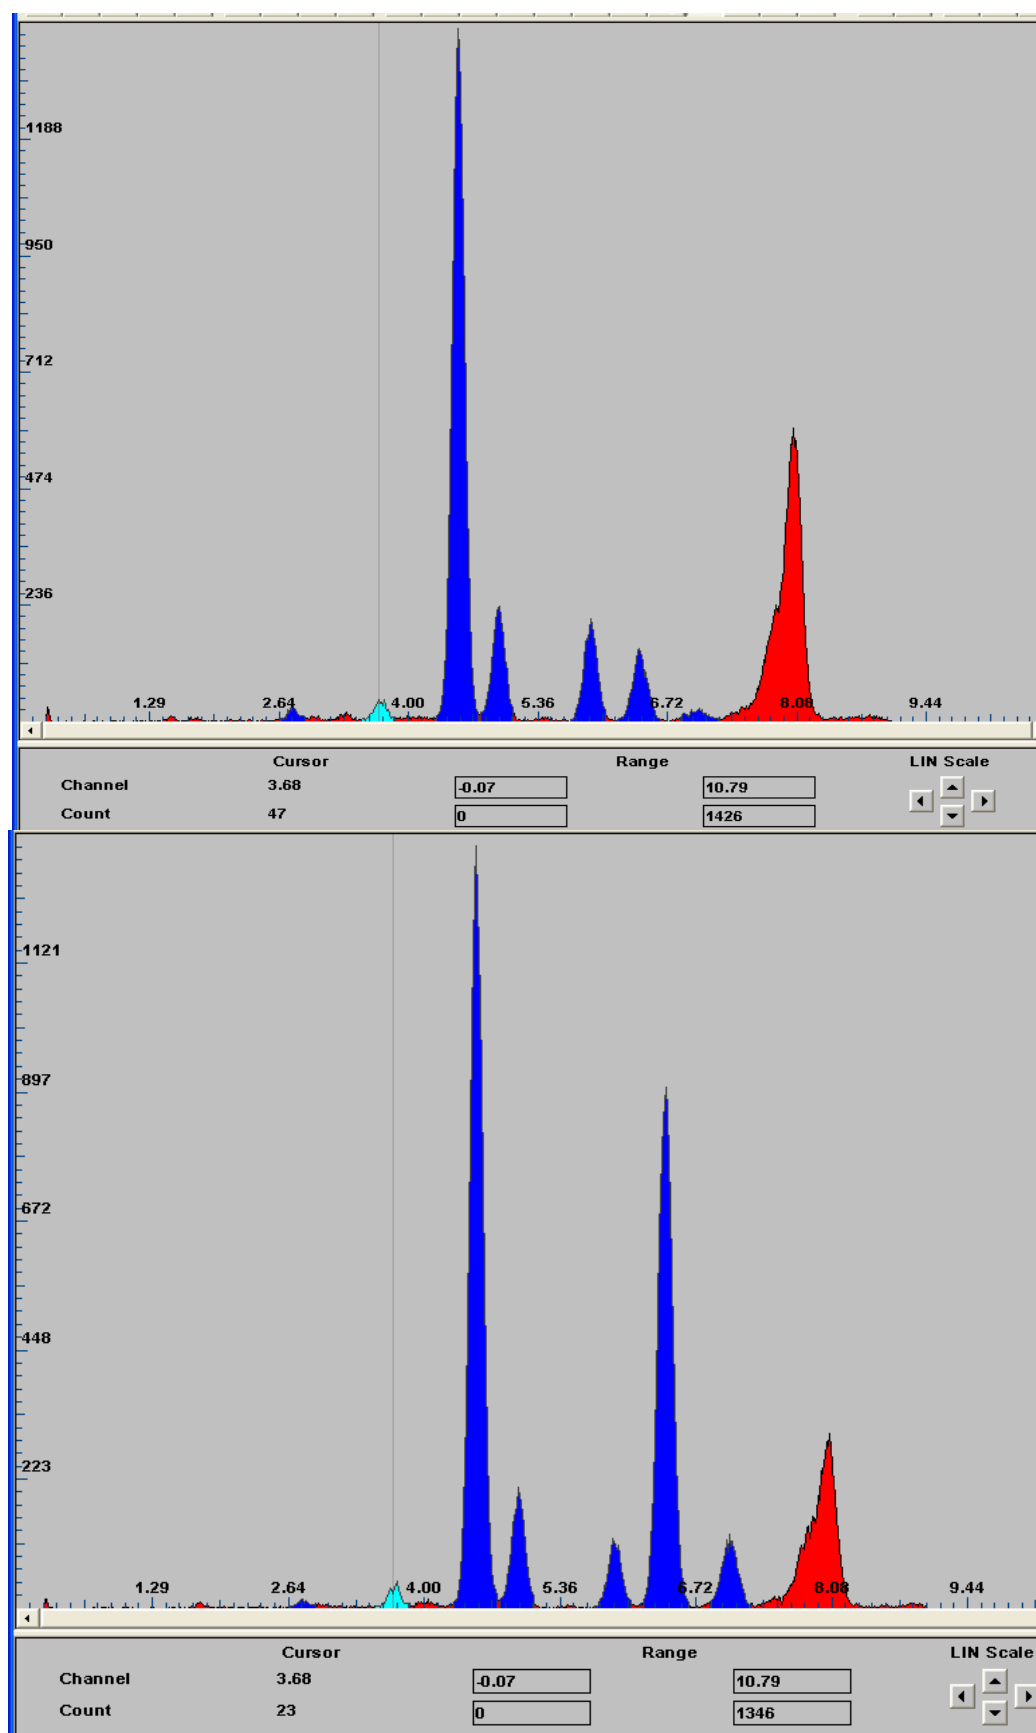 1188
950
712
474
236
1.29 2.64 4.00 5.36 6.72 8.08 9.44
Cursor Range LIN Scale
Channel 3.68 -0.07 10.79
Count 47 0 1426
1121
897
672
448
223
1.29 2.64 4.00 5.36 6.72 8.08 9.44
Cursor Range LIN Scale
Channel 3.68 -0.07 10.79
Count 23 0 1346